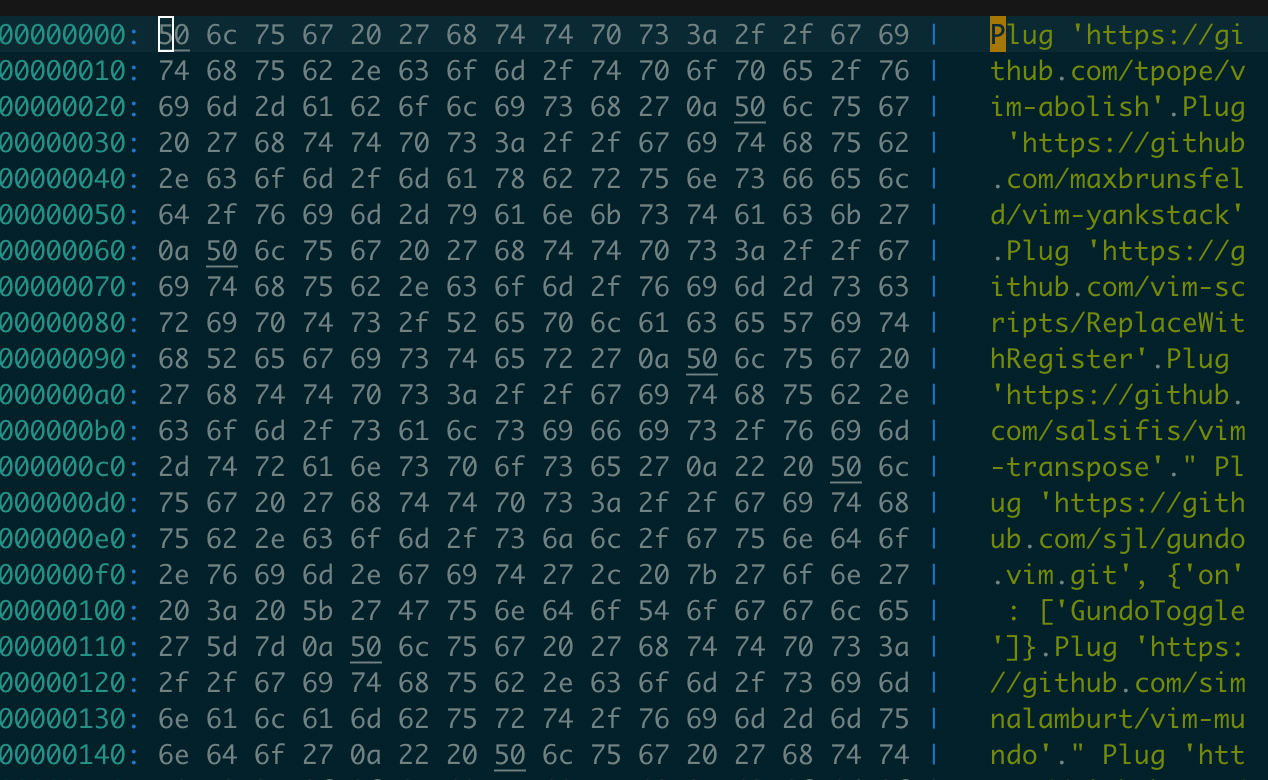 00000000: 50 6c 75 67 20 27 68 74 74 70 73 3a 2f 2f 67 69 | Plug 'https://gi
00000010: 74 68 75 62 2e 63 6f 6d 2f 74 70 6f 70 65 2f 76 | thub.com/tpope/v
00000020: 69 6d 2d 61 62 6f 6c 69 73 68 27 0a 50 6c 75 67 | im-abolish'.Plug
00000030: 20 27 68 74 74 70 73 3a 2f 2f 67 69 74 68 75 62 |  'https://github
00000040: 2e 63 6f 6d 2f 6d 61 78 62 72 75 6e 73 66 65 6c | .com/maxbrunsfel
00000050: 64 2f 76 69 6d 2d 79 61 6e 6b 73 74 61 63 6b 27 | d/vim-yankstack'
00000060: 0a 50 6c 75 67 20 27 68 74 74 70 73 3a 2f 2f 67 | .Plug 'https://g
00000070: 69 74 68 75 62 2e 63 6f 6d 2f 76 69 6d 2d 73 63 | ithub.com/vim-sc
00000080: 72 69 70 74 73 2f 52 65 70 6c 61 63 65 57 69 74 | ripts/ReplaceWit
00000090: 68 52 65 67 69 73 74 65 72 27 0a 50 6c 75 67 20 | hRegister'.Plug
000000a0: 27 68 74 74 70 73 3a 2f 2f 67 69 74 68 75 62 2e | 'https://github.
000000b0: 63 6f 6d 2f 73 61 6c 73 69 66 69 73 2f 76 69 6d | com/salsifis/vim
000000c0: 2d 74 72 61 6e 73 70 6f 73 65 27 0a 22 20 50 6c | -transpose'." Pl
000000d0: 75 67 20 27 68 74 74 70 73 3a 2f 2f 67 69 74 68 | ug 'https://gith
000000e0: 75 62 2e 63 6f 6d 2f 73 6a 6c 2f 67 75 6e 64 6f | ub.com/sjl/gundo
000000f0: 2e 76 69 6d 2e 67 69 74 27 2c 20 7b 27 6f 6e 27 | .vim.git', {'on'
00000100: 20 3a 20 5b 27 47 75 6e 64 6f 54 6f 67 67 6c 65 |  : ['GundoToggle
00000110: 27 5d 7d 0a 50 6c 75 67 20 27 68 74 74 70 73 3a | ']}.Plug 'https:
00000120: 2f 2f 67 69 74 68 75 62 2e 63 6f 6d 2f 73 69 6d | //github.com/sim
00000130: 6e 61 6c 61 6d 62 75 72 74 2f 76 69 6d 2d 6d 75 | nalamburt/vim-mu
00000140: 6e 64 6f 27 0a 22 20 50 6c 75 67 20 27 68 74 74 | ndo'." Plug 'htt